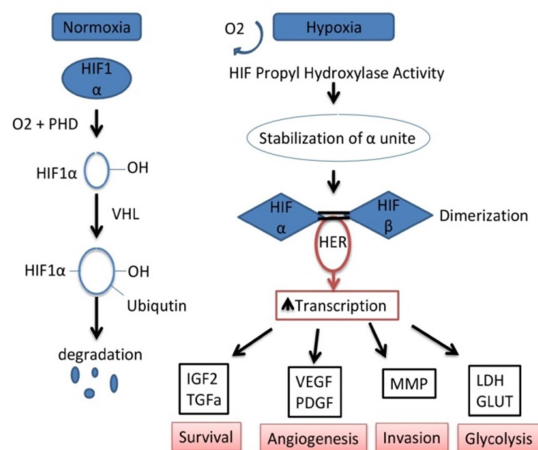 Normoxia
HIF1
α
O2 + PHD
HIF1α
OH
VHL
HIF1α
OH
Ubiqutin
degradation
O2
Hypoxia
HIF Propyl Hydroxylase Activity
Stabilization of α unite
HIF
α
HIF
β
Dimerization
HER
Transcription
IGF2
TGFa
VEGF
PDGF
MMP
LDH
GLUT
Survival
Angiogenesis
Invasion
Glycolysis